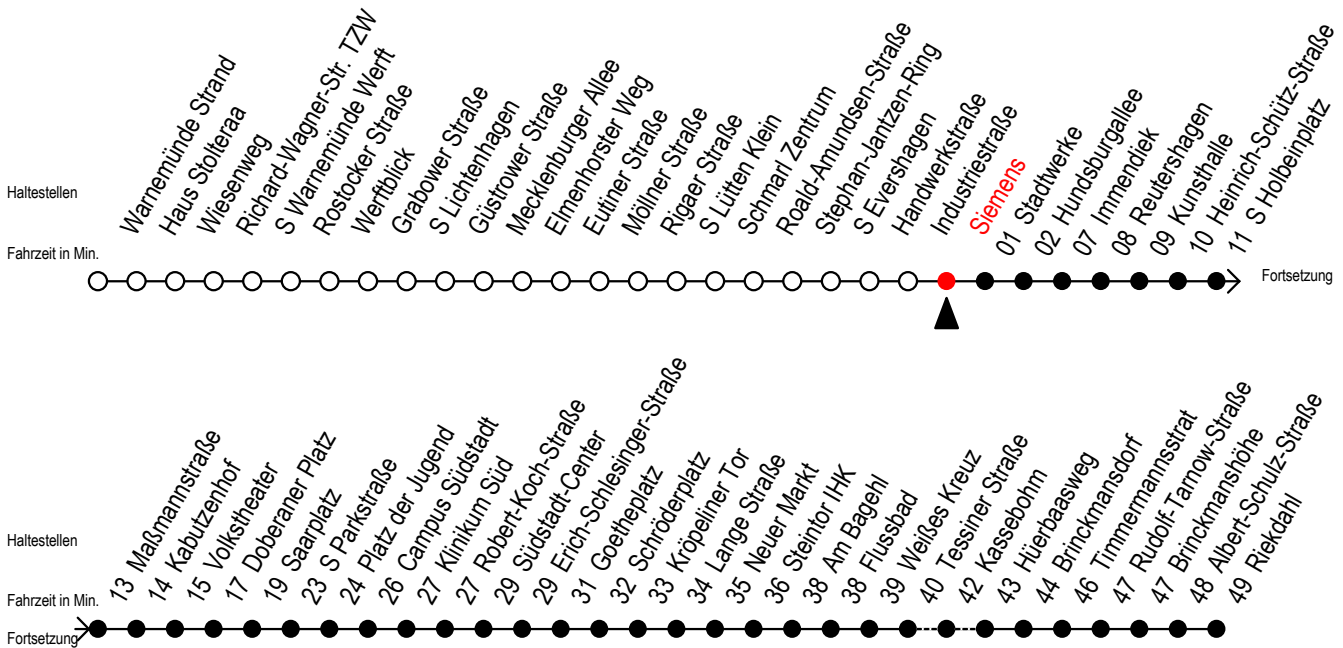 Haltestellen
Warnemünde Strand
Haus Stolteraa
Wiesenweg
Richard-Wagner-Str. TZW
S Warnemünde Werft
Rostocker Straße
Werftblick
Grabower Straße
S Lichtenhagen
Güstrower Straße
Mecklenburger Allee
Elmenhorster Weg
Eutiner Straße
Möllner Straße
Rigaer Straße
S Lütten Klein
Schmarl Zentrum
Roald-Amundsen-Straße
Stephan-Jantzen-Ring
S Evershagen
Handwerkstraße
Industriestraße
Siemens
01 Stadtwerke
02 Hundsburgallee
07 Immendiek
08 Reutershagen
09 Kunsthalle
10 Heinrich-Schütz-Straße
11 S Holbeinplatz
Fahrzeit in Min.
Fortsetzung
Haltestellen
13 Maßmannstraße
14 Kabutzenhof
15 Volkstheater
17 Doberaner Platz
19 Saarplatz
23 S Parkstraße
24 Platz der Jugend
26 Campus Südstadt
27 Klinikum Süd
27 Robert-Koch-Straße
29 Südstadt-Center
29 Erich-Schlesinger-Straße
31 Goetheplatz
32 Schröderplatz
33 Kröpeliner Tor
34 Lange Straße
35 Neuer Markt
36 Steintor IHK
38 Am Bagehl
38 Flussbad
39 Weißes Kreuz
40 Tessiner Straße
42 Kassebohm
43 Hüerbaasweg
44 Brinckmansdorf
46 Timmermannsstrat
47 Rudolf-Tarnow-Straße
47 Brinckmanshöhe
48 Albert-Schulz-Straße
49 Riekdahl
Fahrzeit in Min.
Fortsetzung